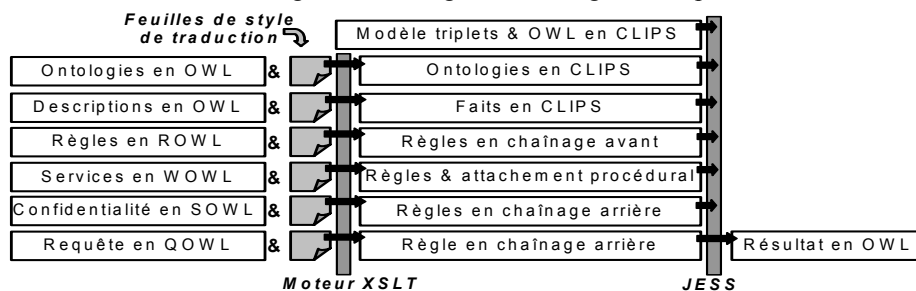 Feuilles de style
de traduction
Modèle triplets & OWL en CLIPS
Ontologies en OWL & Ontologies en CLIPS
Descriptions en OWL & Faits en CLIPS
Règles en ROWL & Règles en chaînage avant
Services en WOWL & Règles & attachement procédural
Confidentialité en SOWL & Règles en chaînage arrière
Requête en QOWL & Règle en chaînage arrière Résultat en OWL
Moteur XSLT JESS